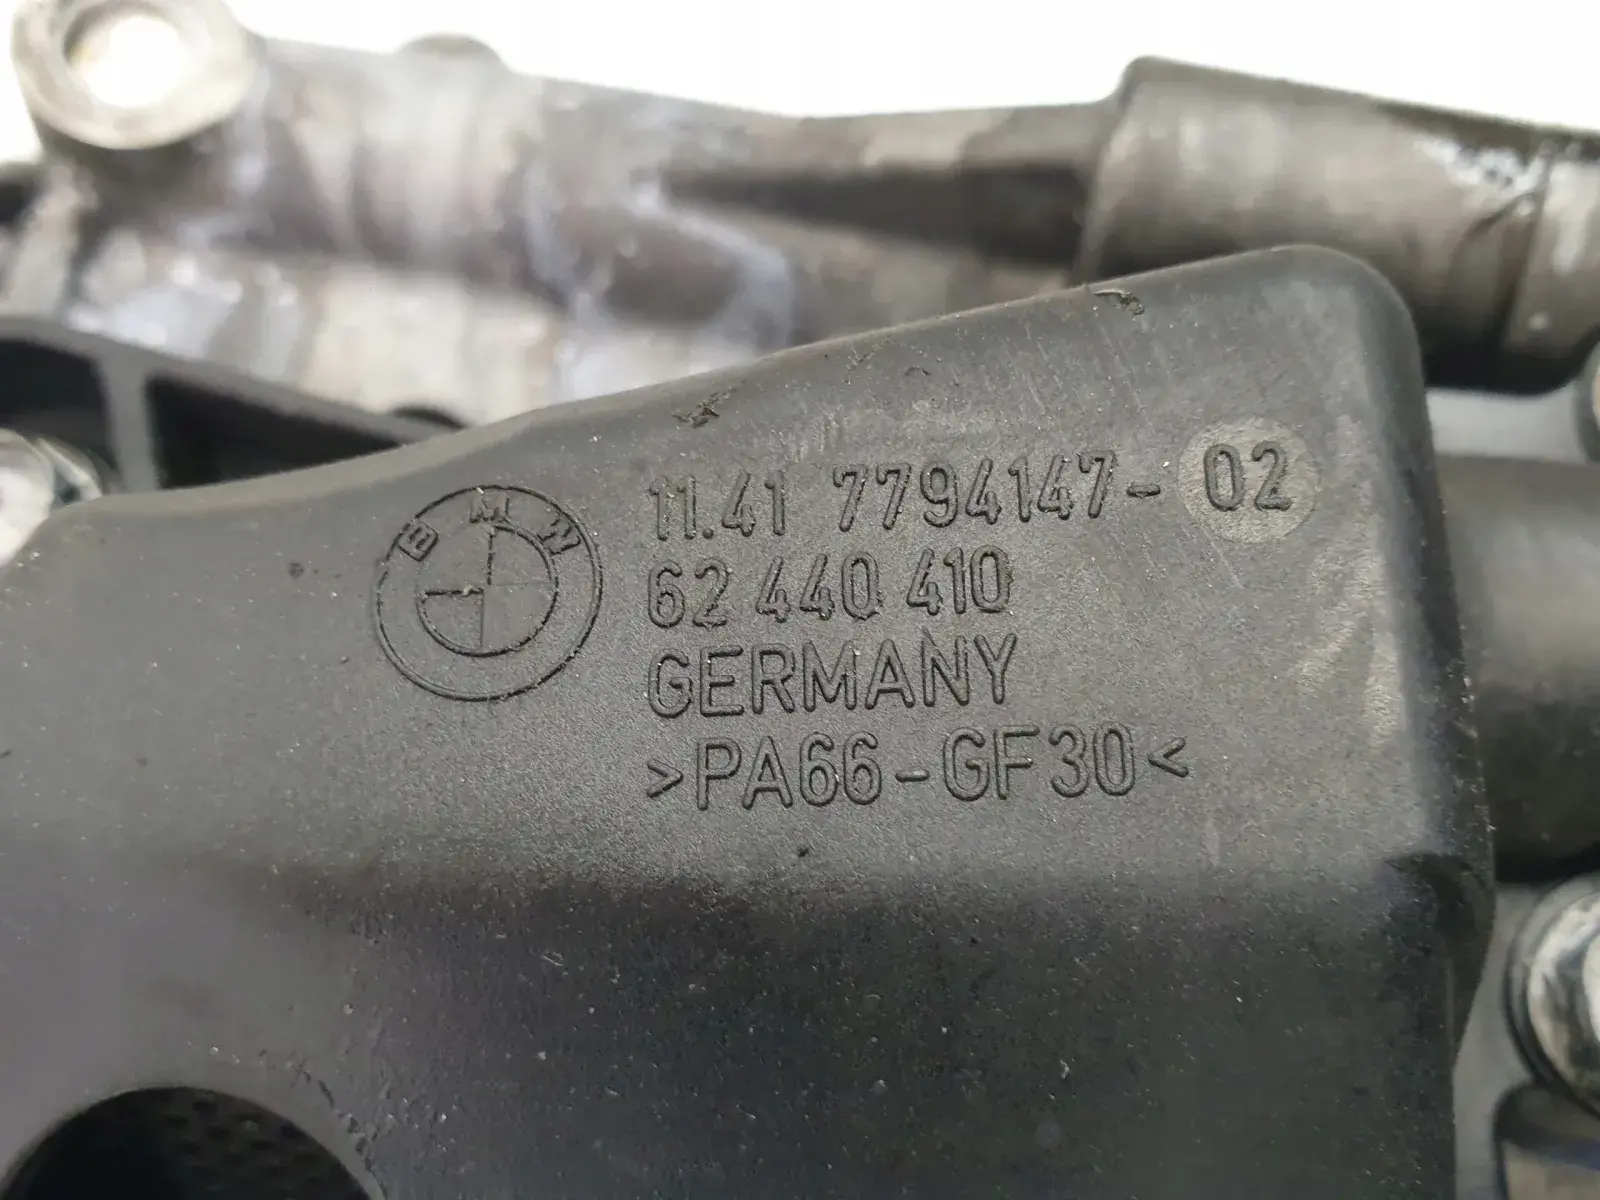 BMW
11.41 7794147-02
62 440 410
GERMANY
>PA66-GF30<